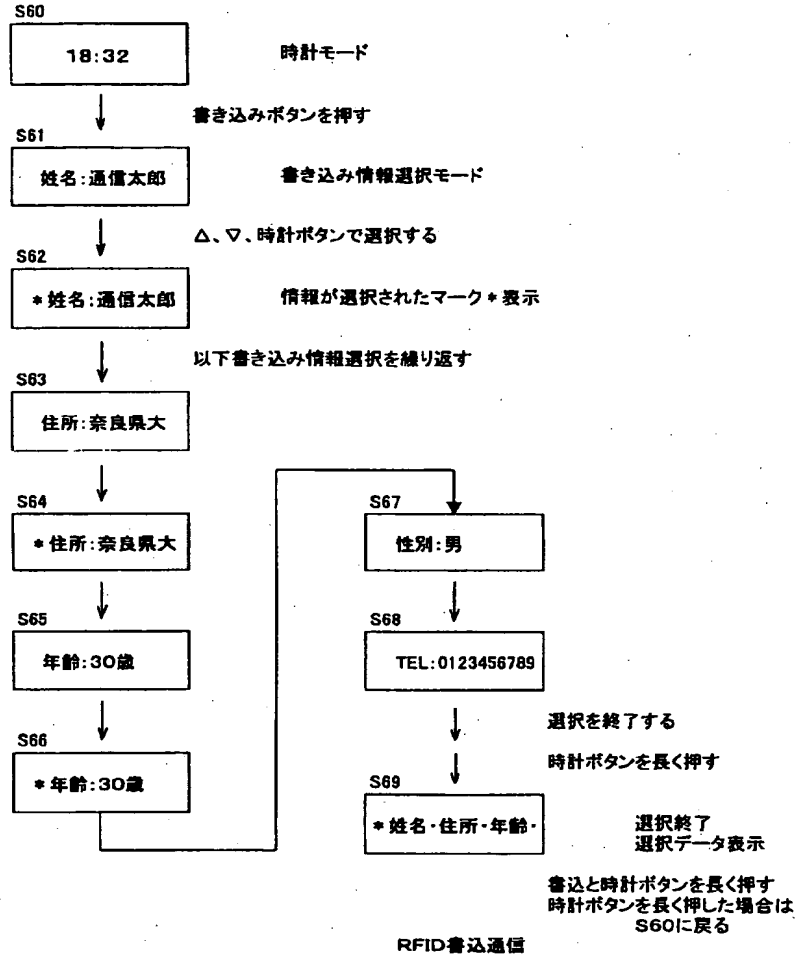 S60
18:32
時計モード
書き込みボタンを押す
S61
姓名:通信太郎
書き込み情報選択モード
△、▽、時計ボタンで選択する
S62
*姓名:通信太郎
情報が選択されたマーク*表示
以下書き込み情報選択を繰り返す
S63
住所:奈良県大
S64
*住所:奈良県大
S65
年齢:30歳
S66
*年齢:30歳
S67
性別:男
S68
TEL:0123456789
選択を終了する
時計ボタンを長く押す
S69
*姓名・住所・年齢・
選択終了
選択データ表示
書込と時計ボタンを長く押す
時計ボタンを長く押した場合は
S60に戻る
RFID書込通信